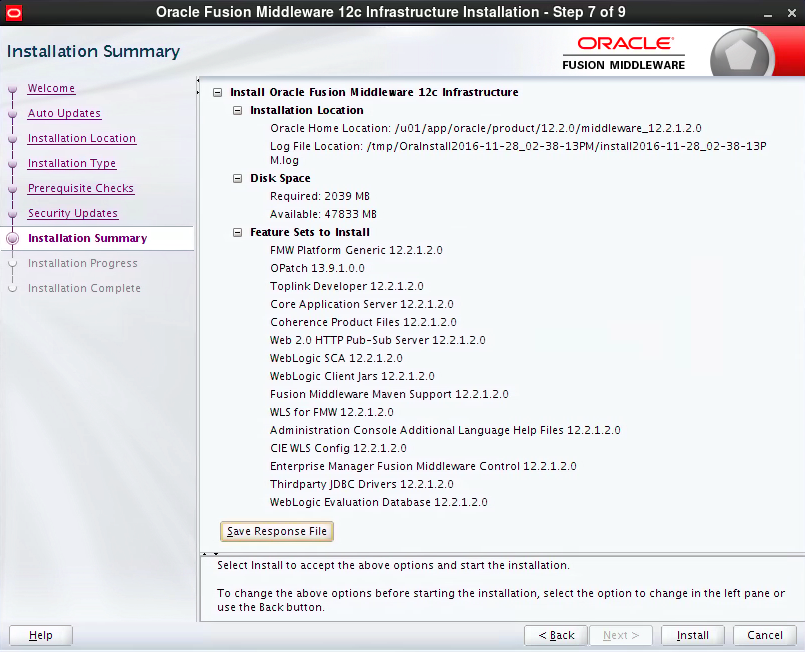 Oracle Fusion Middleware 12c Infrastructure Installation - Step 7 of 9
Installation Summary
ORACLE
FUSION MIDDLEWARE
Welcome
Auto Updates
Installation Location
Installation Type
Prerequisite Checks
Security Updates
Installation Summary
Installation Progress
Installation Complete
Install Oracle Fusion Middleware 12c Infrastructure
Installation Location
Oracle Home Location: /u01/app/oracle/product/12.2.0/middleware_12.2.1.2.0
Log File Location: /tmp/OraInstall2016-11-28_02-38-13PM/install2016-11-28_02-38-13P
M.log
Disk Space
Required: 2039 MB
Available: 47833 MB
Feature Sets to Install
FMW Platform Generic 12.2.1.2.0
OPatch 13.9.1.0.0
Toplink Developer 12.2.1.2.0
Core Application Server 12.2.1.2.0
Coherence Product Files 12.2.1.2.0
Web 2.0 HTTP Pub-Sub Server 12.2.1.2.0
WebLogic SCA 12.2.1.2.0
WebLogic Client Jars 12.2.1.2.0
Fusion Middleware Maven Support 12.2.1.2.0
WLS for FMW 12.2.1.2.0
Administration Console Additional Language Help Files 12.2.1.2.0
CIE WLS Config 12.2.1.2.0
Enterprise Manager Fusion Middleware Control 12.2.1.2.0
Thirdparty JDBC Drivers 12.2.1.2.0
WebLogic Evaluation Database 12.2.1.2.0
Save Response File
Select Install to accept the above options and start the installation.
To change the above options before starting the installation, select the option to change in the left pane or
use the Back button.
Help
< Back
Next >
Install
Cancel